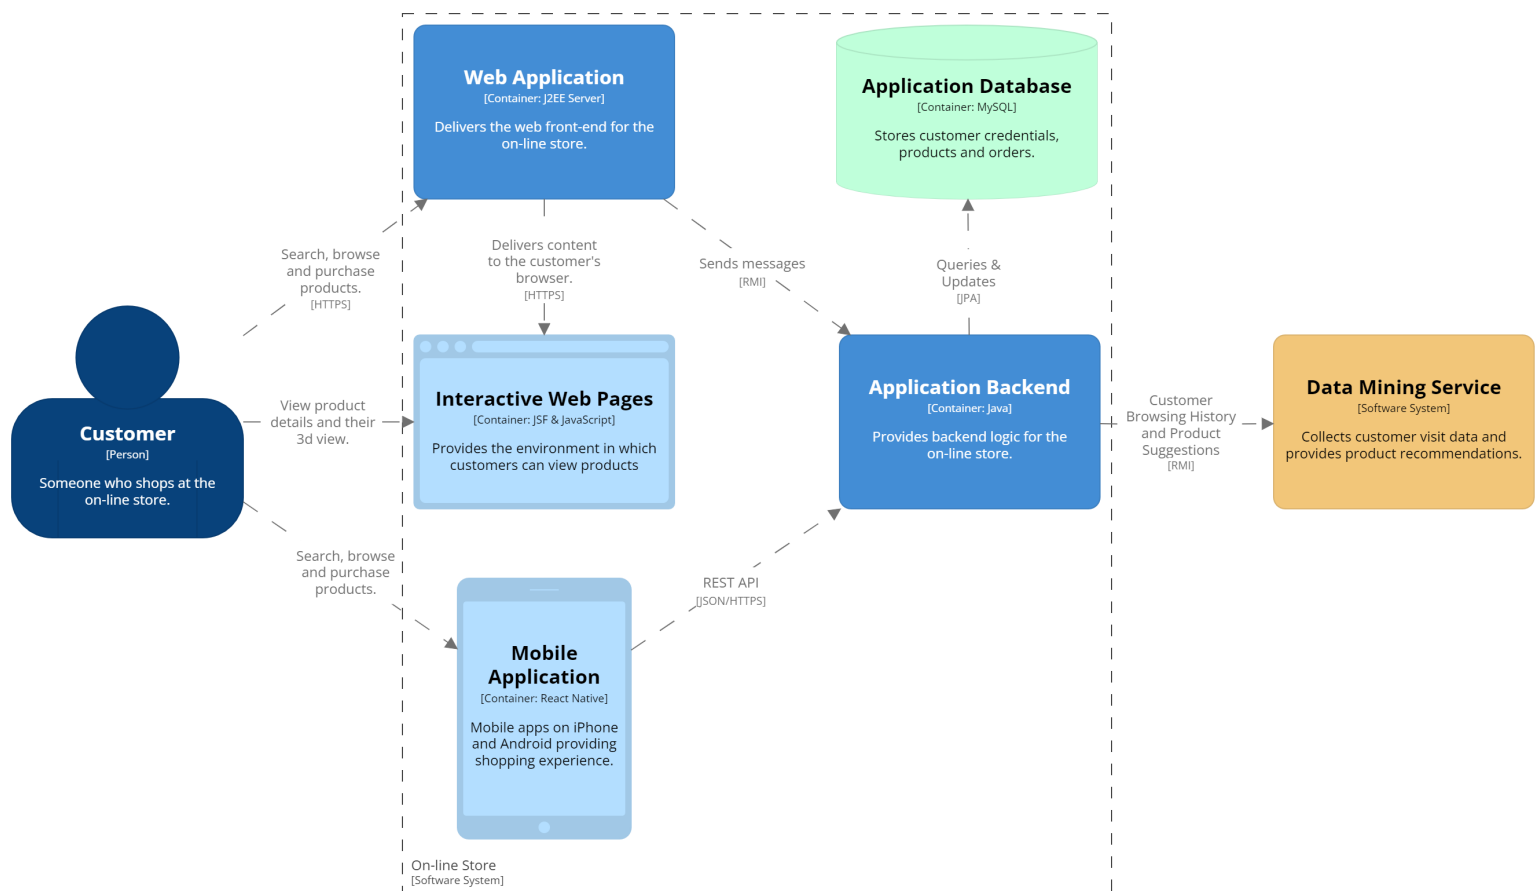 Web Application
[Container: J2EE Server]
Delivers the web front-end for the
on-line store.
Application Database
[Container: MySQL]
Stores customer credentials,
products and orders.
Search, browse
and purchase
products.
[HTTPS]
Delivers content
to the customer's
browser.
[HTTPS]
Sends messages
[RMI]
Queries &
Updates
[JPA]
Customer
[Person]
Someone who shops at the
on-line store.
View product
details and their
3d view.
Interactive Web Pages
[Container: JSF & JavaScript]
Provides the environment in which
customers can view products
Application Backend
[Container: Java]
Provides backend logic for the
on-line store.
Customer
Browsing History
and Product
Suggestions
[RMI]
Data Mining Service
[Software System]
Collects customer visit data and
provides product recommendations.
Search, browse
and purchase
products.
REST API
[JSON/HTTPS]
Mobile
Application
[Container: React Native]
Mobile apps on iPhone
and Android providing
shopping experience.
On-line Store
[Software System]